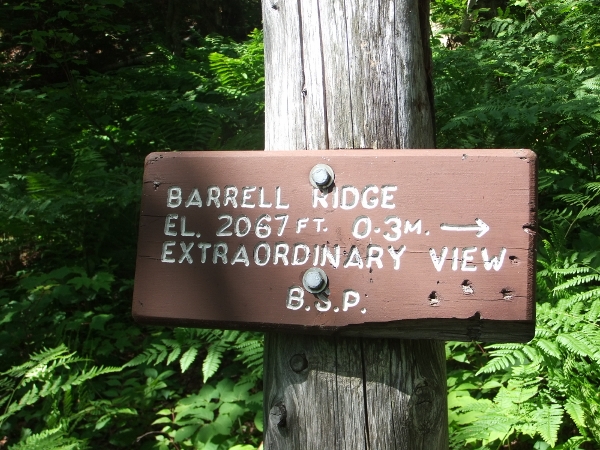 BARRELL RIDGE
EL. 2067 FT. 0.3 M. →
EXTRAORDINARY VIEW
B.S.P.